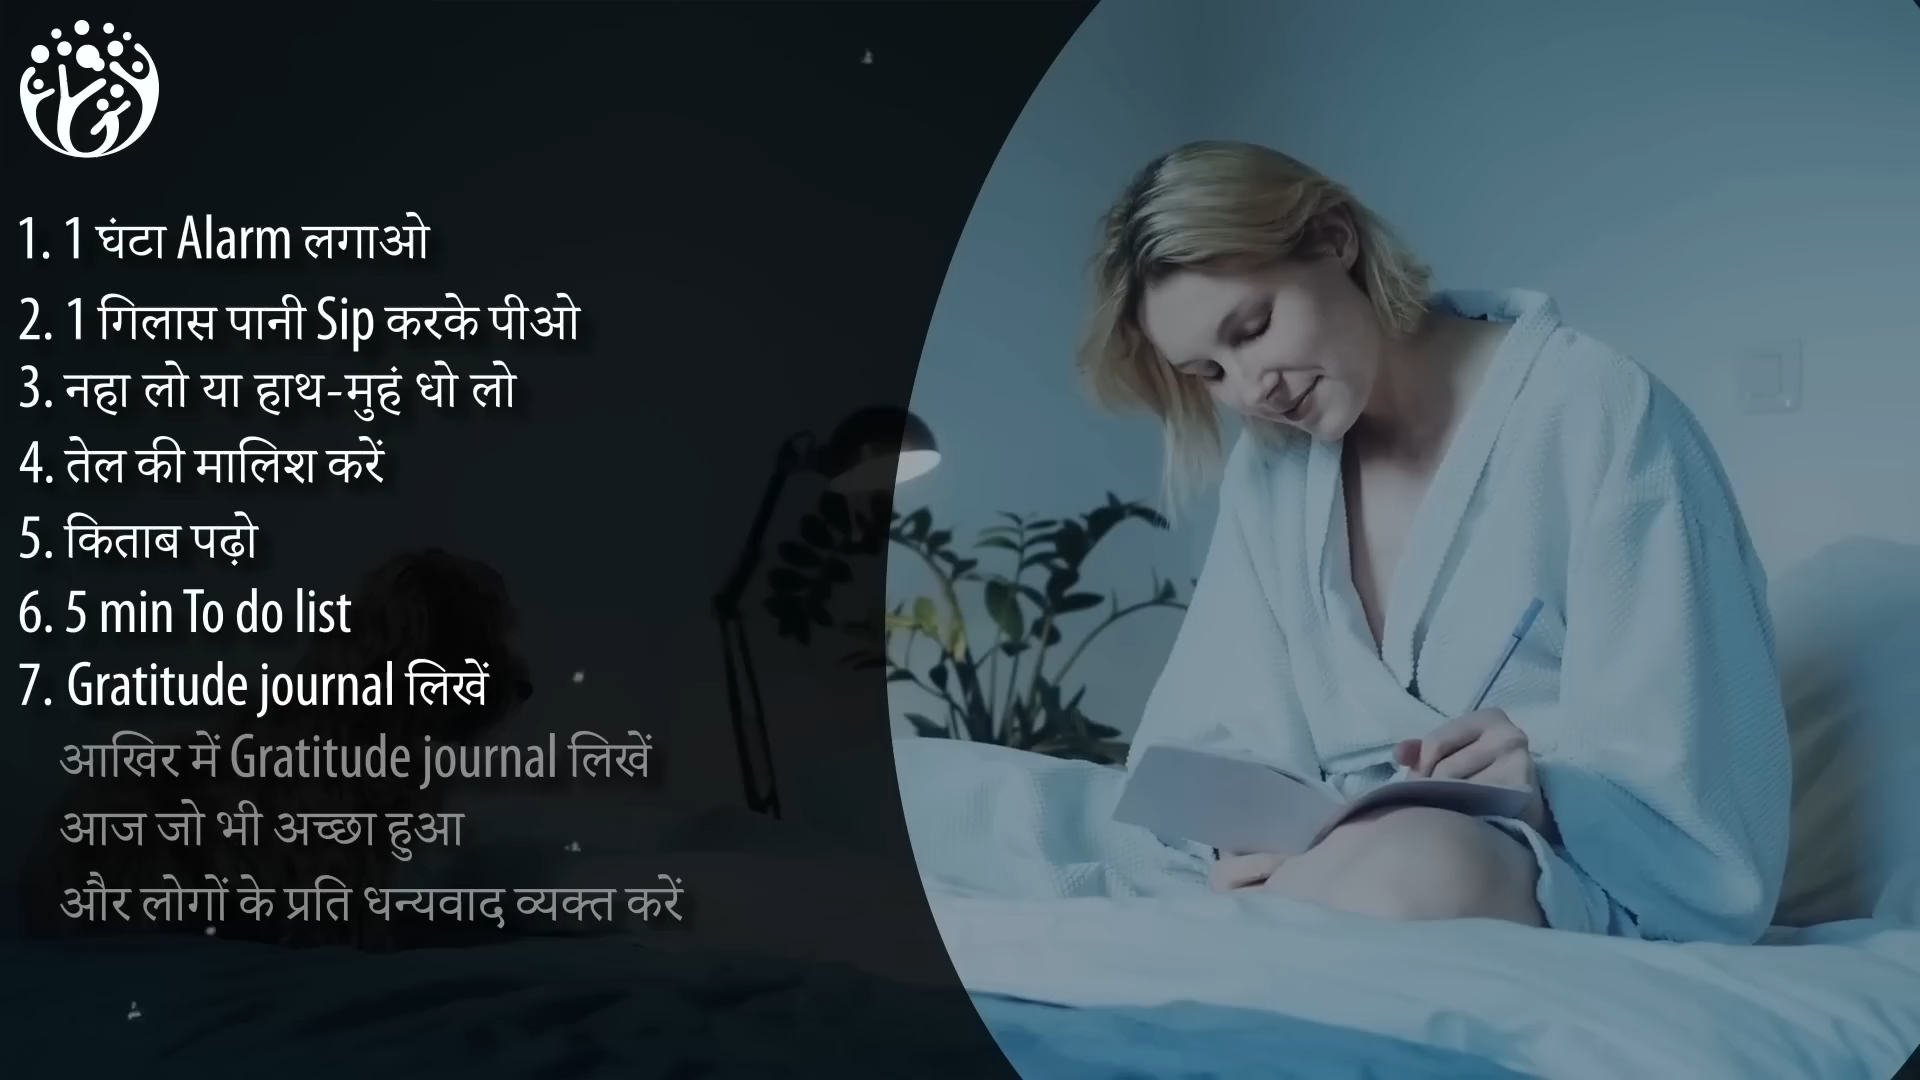 1. 1 घंटा Alarm लगाओ
2. 1 गिलास पानी Sip करके पीओ
3. नहा लो या हाथ-मुहं धो लो
4. तेल की मालिश करें
5. किताब पढ़ो
6. 5 min To do list
7. Gratitude journal लिखें
आखिर में Gratitude journal लिखें
आज जो भी अच्छा हुआ
और लोगों के प्रति धन्यवाद व्यक्त करें